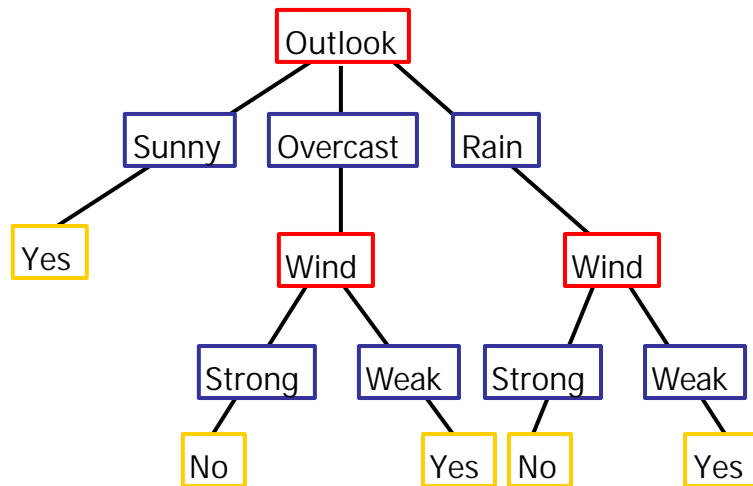 Outlook
Sunny Overcast Rain
Yes Wind Wind
Strong Weak Strong Weak
No Yes No Yes